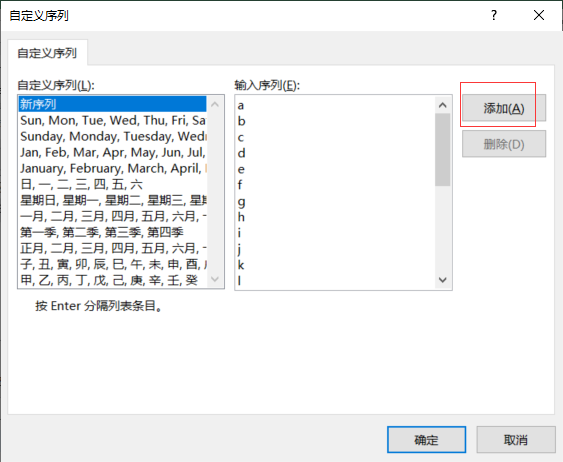 自定义序列
?
自定义序列
自定义序列(L):
输入序列(E):
新序列
Sun, Mon, Tue, Wed, Thu, Fri, Sa
Sunday, Monday, Tuesday, Wedn
Jan, Feb, Mar, Apr, May, Jun, Jul,
January, February, March, April, 
日, 一, 二, 三, 四, 五, 六
星期日, 星期一, 星期二, 星期三, 星期
一月, 二月, 三月, 四月, 五月, 六月,
第一季, 第二季, 第三季, 第四季
正月, 二月, 三月, 四月, 五月, 六月,
子, 丑, 寅, 卯, 辰, 巳, 午, 未, 申, 酉,
甲, 乙, 丙, 丁, 戊, 己, 庚, 辛, 壬, 癸
a
b
c
d
e
f
g
h
i
j
k
l
添加(A)
删除(D)
按 Enter 分隔列表条目。
确定
取消